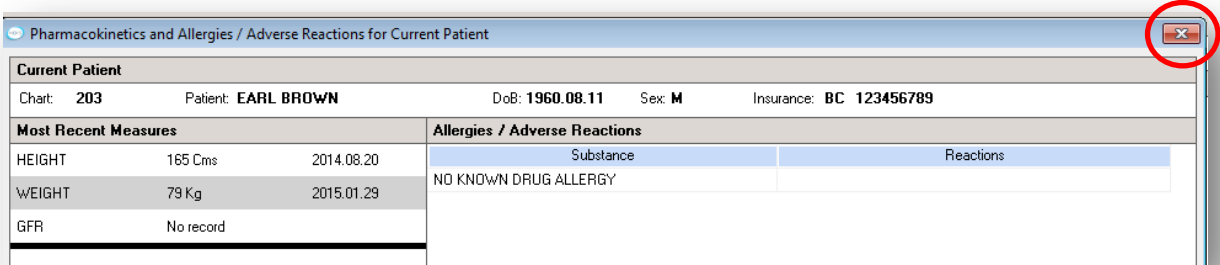 Pharmacokinetics and Allergies / Adverse Reactions for Current Patient
Current Patient
Chart: 203 Patient: EARL BROWN DoB: 1960.08.11 Sex: M Insurance: BC 123456789
Most Recent Measures
HEIGHT 165 Cms 2014.08.20
WEIGHT 79 Kg 2015.01.29
GFR No record
Allergies / Adverse Reactions
Substance Reactions
NO KNOWN DRUG ALLERGY